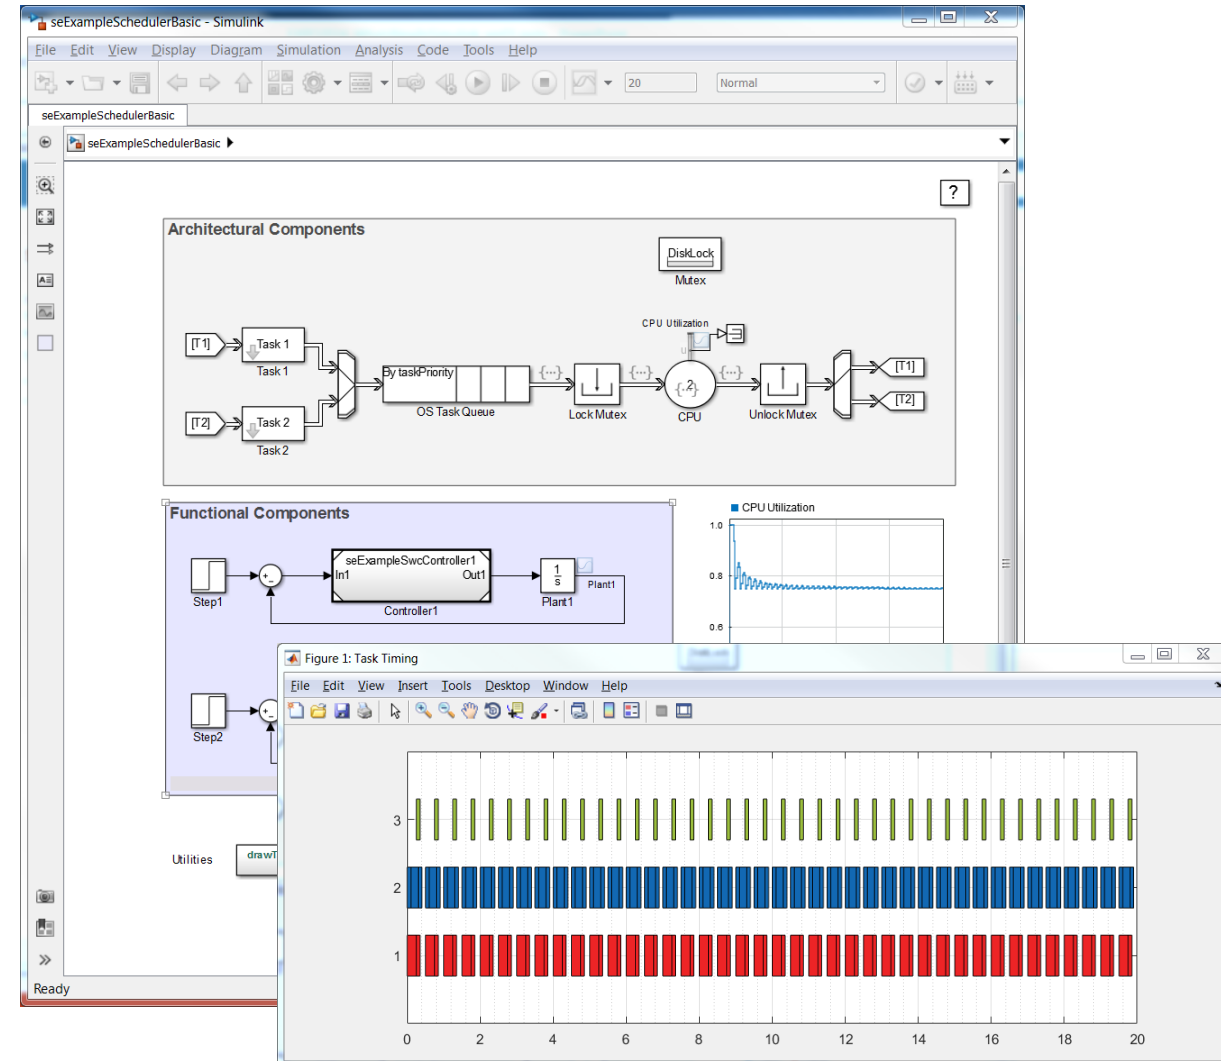 seExampleSchedulerBasic - Simulink
File Edit View Display Diagram Simulation Analysis Code Tools Help
20 Normal
seExampleSchedulerBasic
seExampleSchedulerBasic
?
Architectural Components
DiskLock
Mutex
CPU Utilization
[T1]
Task 1
Task 1
By taskPriority
OS Task Queue
{...}
Lock Mutex
{...}
u
2
{...}
CPU
{...}
Unlock Mutex
[T1]
[T2]
[T2]
Task 2
Task 2
Functional Components
Step1
+
-
seExampleSwcController1
In1 Out1
Controller1
1
s
Plant1
Plant1
CPU Utilization
1.0
0.8
0.6
Step2
+
-
Utilities
drawT
Ready
Figure 1: Task Timing
File Edit View Insert Tools Desktop Window Help
3
2
1
0 2 4 6 8 10 12 14 16 18 20